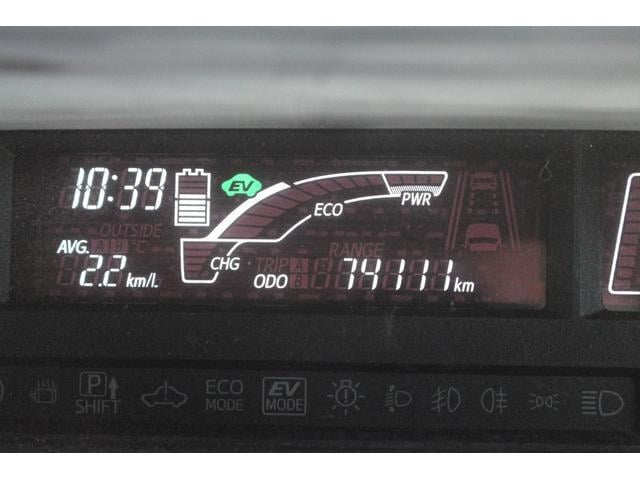 10:39
EV
ECO
PWR
OUTSIDE
A B °C
AVG.
2.2 km/L
CHG
RANGE
TRIP A B
ODO 74111 km
P
SHIFT
ECO
MODE
EV
MODE